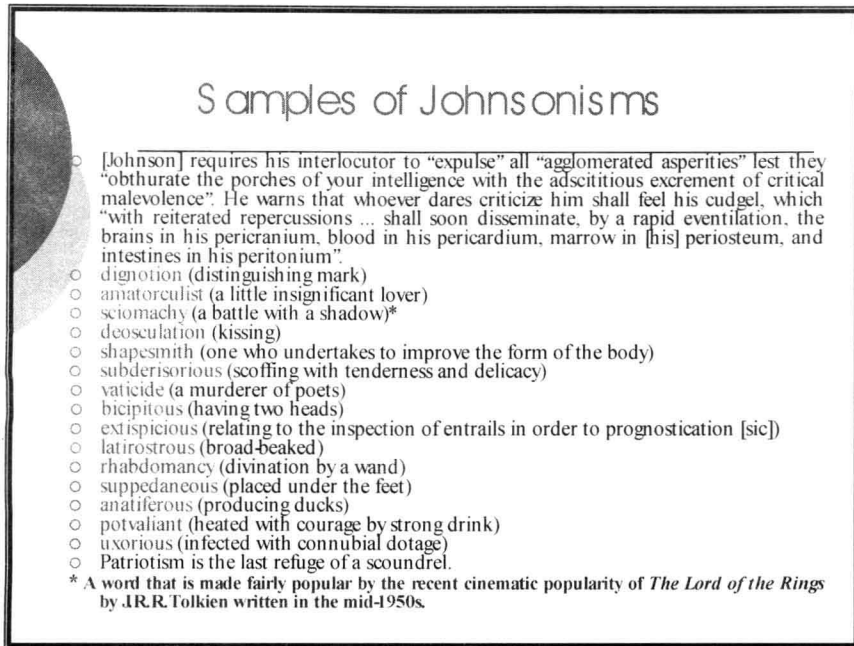 Samples of Johnsonisms
[Johnson] requires his interlocutor to “expulse” all “agglomerated asperities” lest they
“obthurate the porches of your intelligence with the adscititious excrement of critical
malevolence”. He warns that whoever dares criticize him shall feel his cudgel, which
“with reiterated repercussions ... shall soon disseminate, by a rapid eventilation, the
brains in his pericranium, blood in his pericardium, marrow in [his] periosteum, and
intestines in his peritonium”.
dignotion (distinguishing mark)
amatorculist (a little insignificant lover)
sciomachy (a battle with a shadow)*
deosculation (kissing)
shapesmith (one who undertakes to improve the form of the body)
subderisorious (scoffing with tenderness and delicacy)
vaticide (a murderer of poets)
bicipitous (having two heads)
extispicious (relating to the inspection of entrails in order to prognostication [sic])
latirostrous (broad-beaked)
rhabdomancy (divination by a wand)
suppedaneous (placed under the feet)
anatiferous (producing ducks)
potvaliant (heated with courage by strong drink)
uxorious (infected with connubial dotage)
Patriotism is the last refuge of a scoundrel.
* A word that is made fairly popular by the recent cinematic popularity of The Lord of the Rings
by J.R.R.Tolkien written in the mid-1950s.